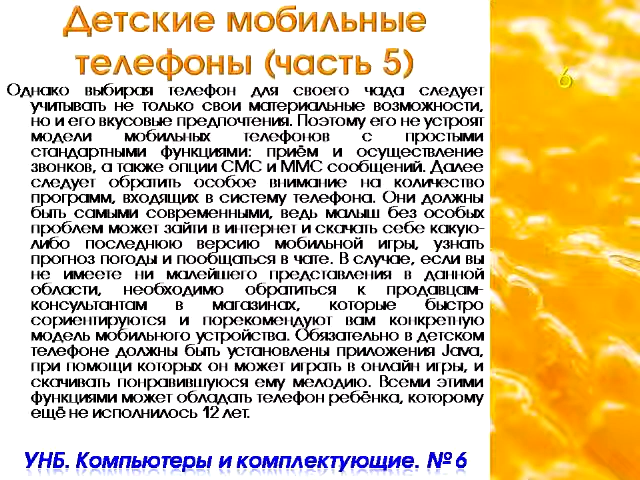 Детские мобильные
телефоны (часть 5)
6
Однако выбирая телефон для своего чада следует
учитывать не только свои материальные возможности,
но и его вкусовые предпочтения. Поэтому его не устроят
модели мобильных телефонов с простыми
стандартными функциями: приём и осуществление
звонков, а также опции СМС и ММС сообщений. Далее
следует обратить особое внимание на количество
программ, входящих в систему телефона. Они должны
быть самыми современными, ведь малыш без особых
проблем может зайти в интернет и скачать себе какую-
либо последнюю версию мобильной игры, узнать
прогноз погоды и пообщаться в чате. В случае, если вы
не имеете ни малейшего представления в данной
области, необходимо обратиться к продавцам-
консультантам в магазинах, которые быстро
сориентируются и порекомендуют вам конкретную
модель мобильного устройства. Обязательно в детском
телефоне должны быть установлены приложения Java,
при помощи которых он может играть в онлайн игры, и
скачивать понравившуюся ему мелодию. Всеми этими
функциями может обладать телефон ребёнка, которому
ещё не исполнилось 12 лет.
УНБ. Компьютеры и комплектующие. № 6